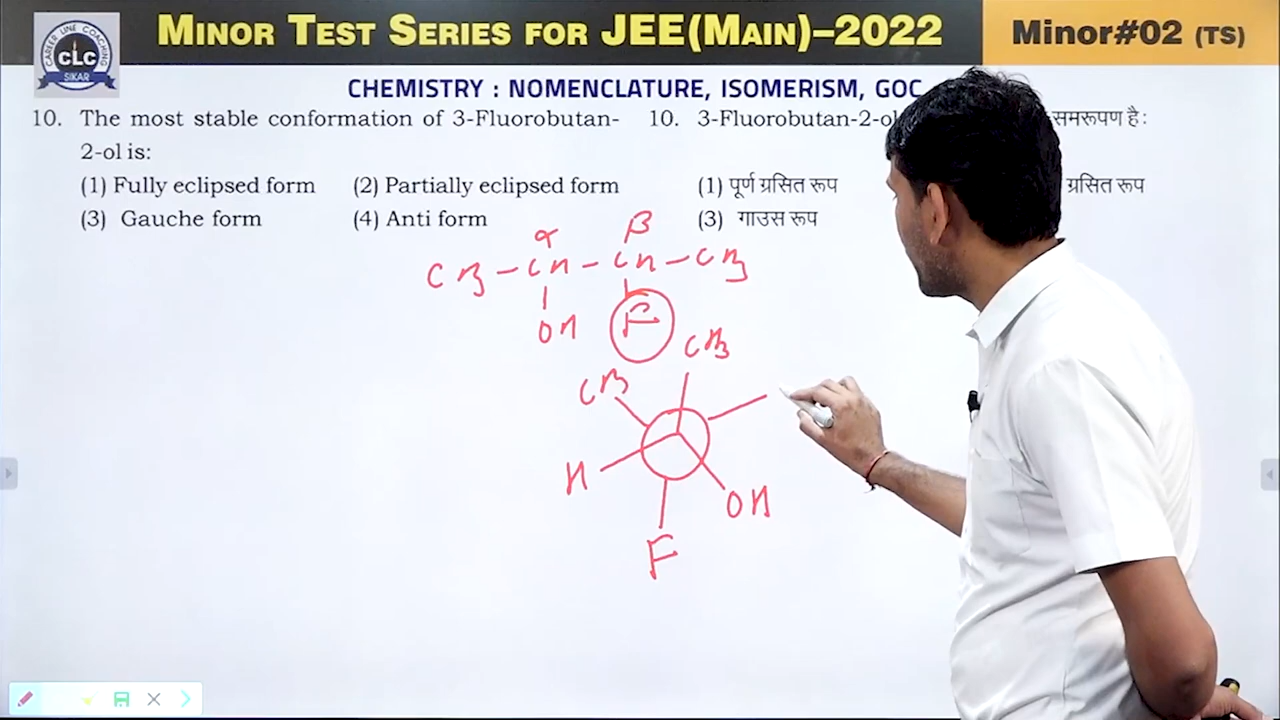 CAREER LINE COACHING
CLC
SIKAR
MINOR TEST SERIES FOR JEE(MAIN)–2022
Minor#02 (TS)
CHEMISTRY : NOMENCLATURE, ISOMERISM, GOC
10. The most stable conformation of 3-Fluorobutan-
2-ol is:
(1) Fully eclipsed form (2) Partially eclipsed form
(3) Gauche form (4) Anti form
10. 3-Fluorobutan-2-ol समरूपण है:
(1) पूर्ण ग्रसित रूप ग्रसित रूप
(3) गाउस रूप
α β
CH3 – CH – CH – CH3
OH F
CH3
CH3
H
OH
F